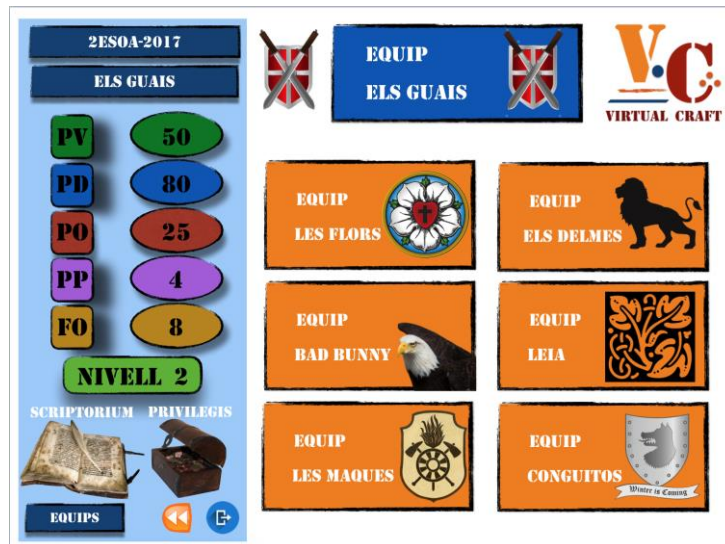 2ESOA-2017
ELS GUAIS
PV 50
PD 80
PO 25
PP 4
FO 8
NIVELL 2
SCRIPTORIUM PRIVILEGIS
EQUIPS
EQUIP
ELS GUAIS
V.C
VIRTUAL CRAFT
EQUIP
LES FLORS
EQUIP
ELS DELMES
EQUIP
BAD BUNNY
EQUIP
LEIA
EQUIP
LES MAQUES
EQUIP
CONGUITOS
Winter is Coming